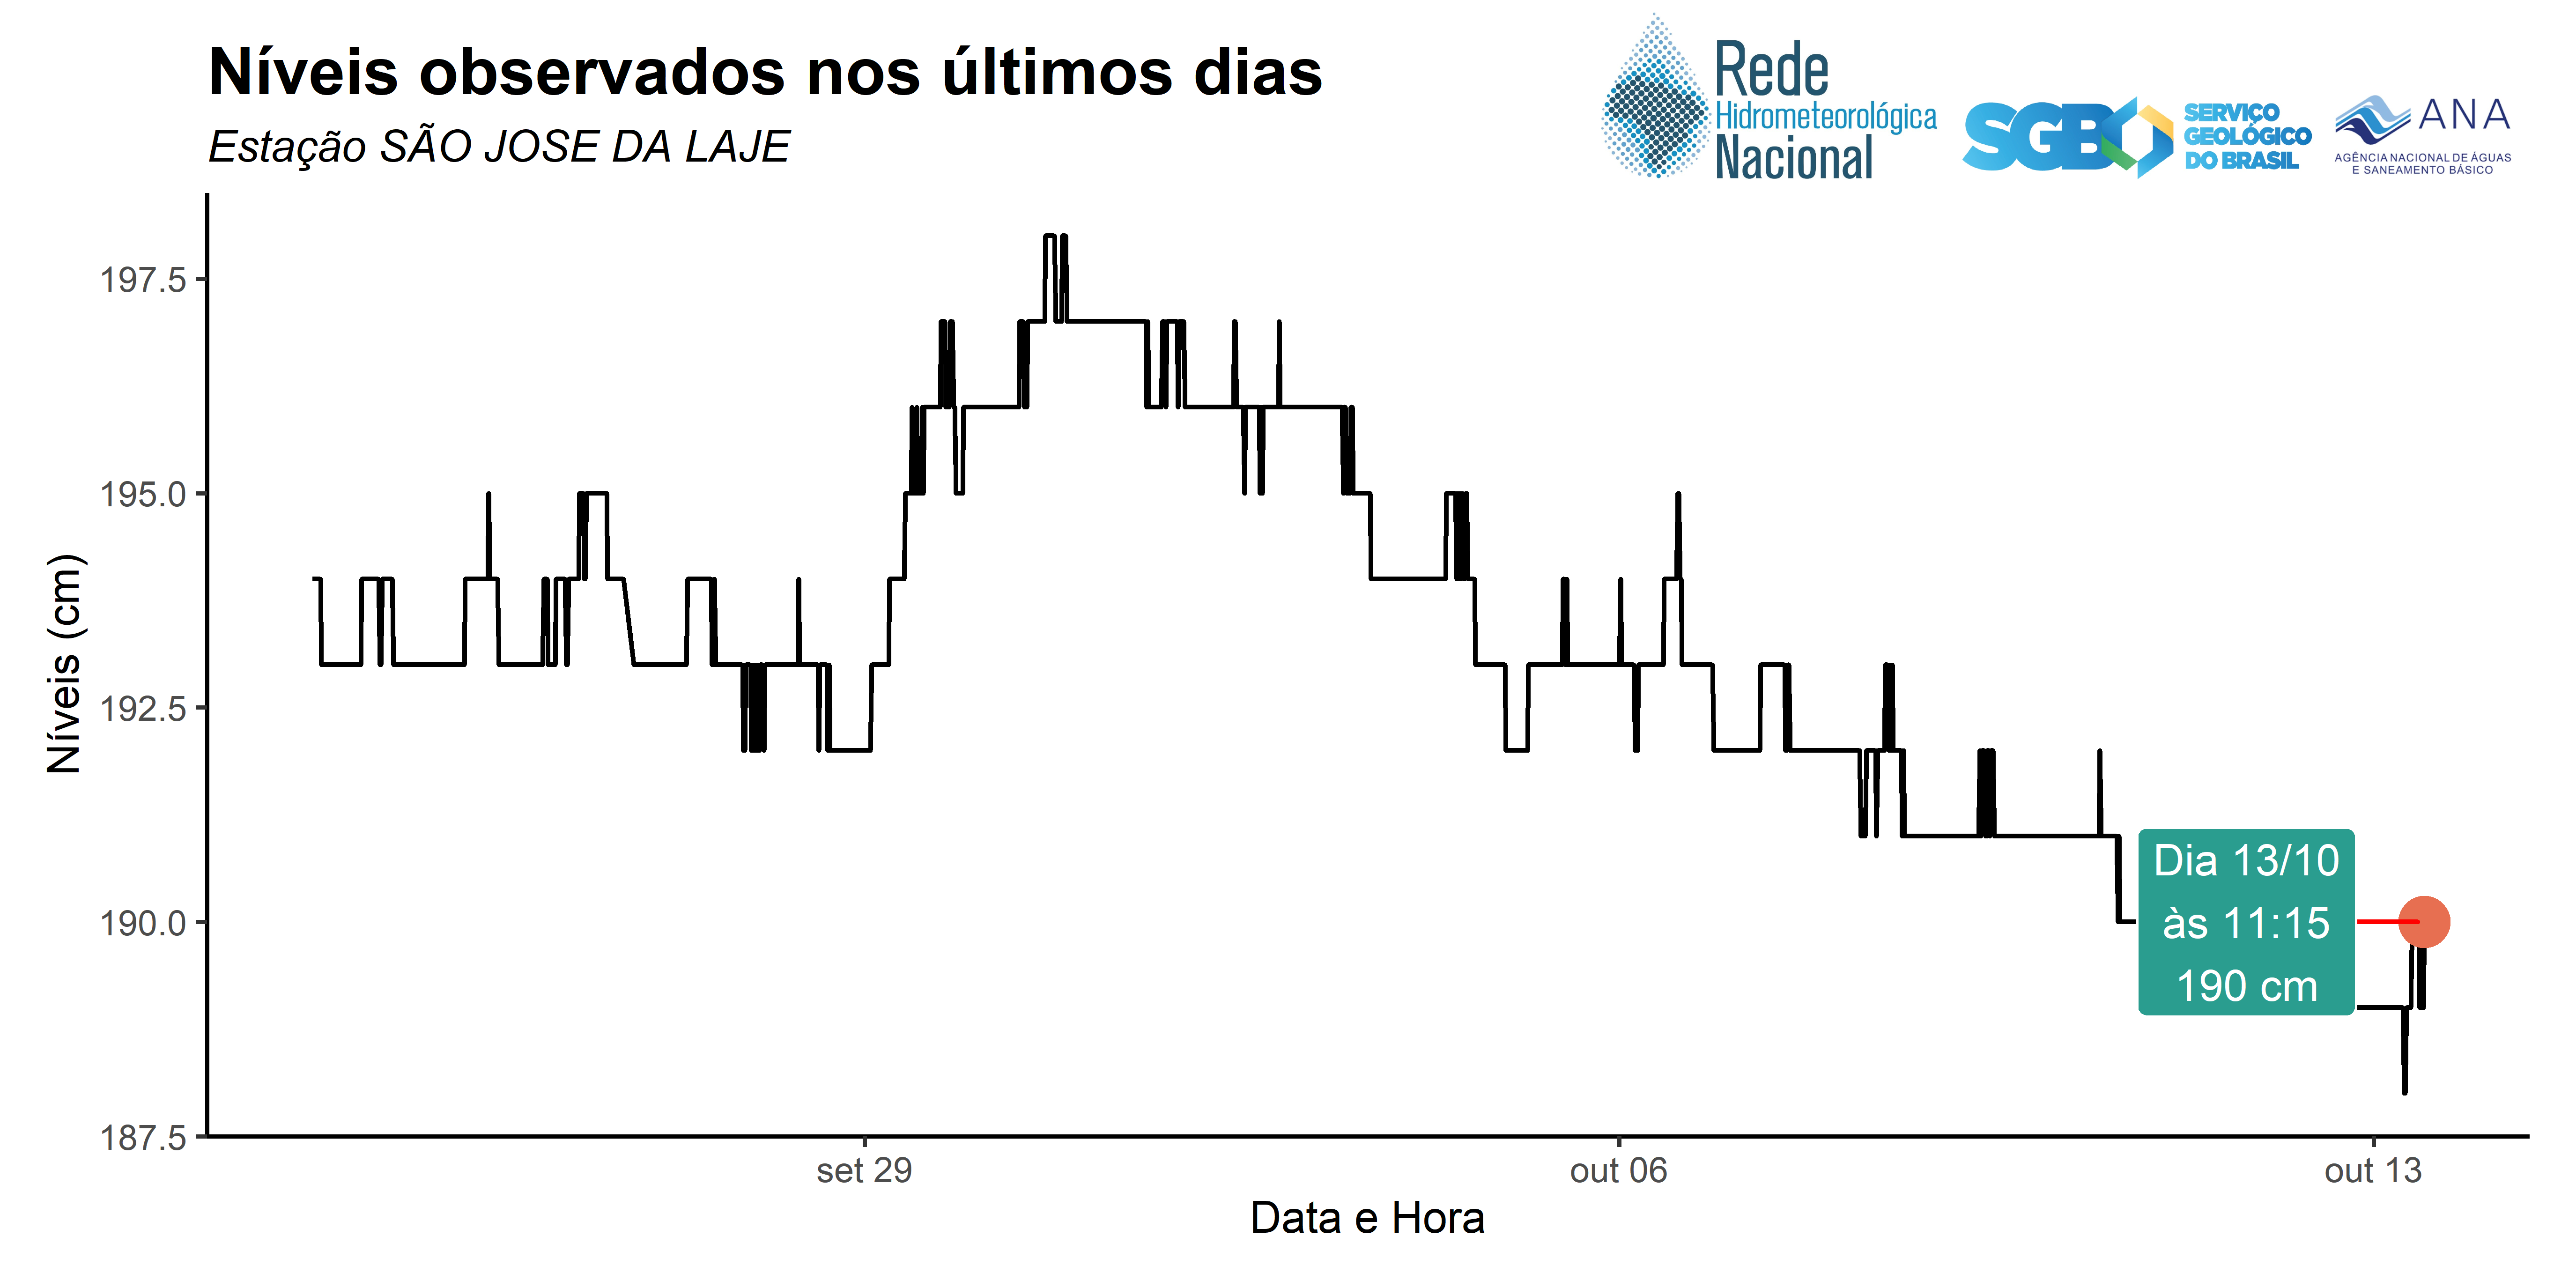 Níveis observados nos últimos dias
Estação SÃO JOSE DA LAJE
Rede
Hidrometeorológica
Nacional
SGB
SERVIÇO
GEOLÓGICO
DO BRASIL
ANA
AGÊNCIA NACIONAL DE ÁGUAS
E SANEAMENTO BÁSICO
Níveis (cm)
197.5
195.0
192.5
190.0
187.5
Dia 13/10
às 11:15
190 cm
set 29
out 06
out 13
Data e Hora